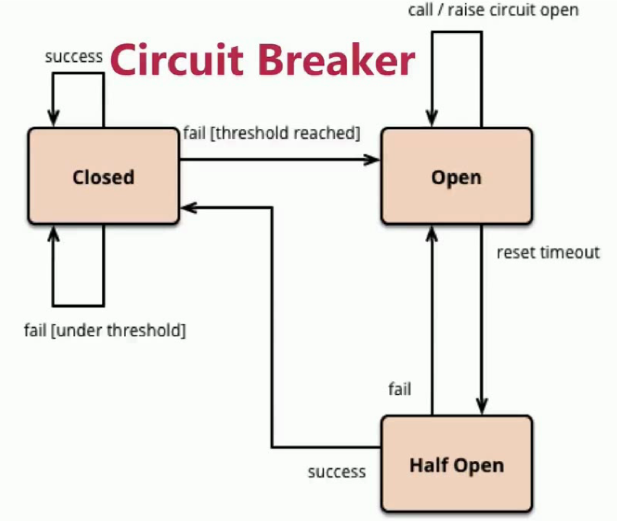 call / raise circuit open
success
Circuit Breaker
fail [threshold reached]
Closed
Open
reset timeout
fail [under threshold]
fail
success
Half Open